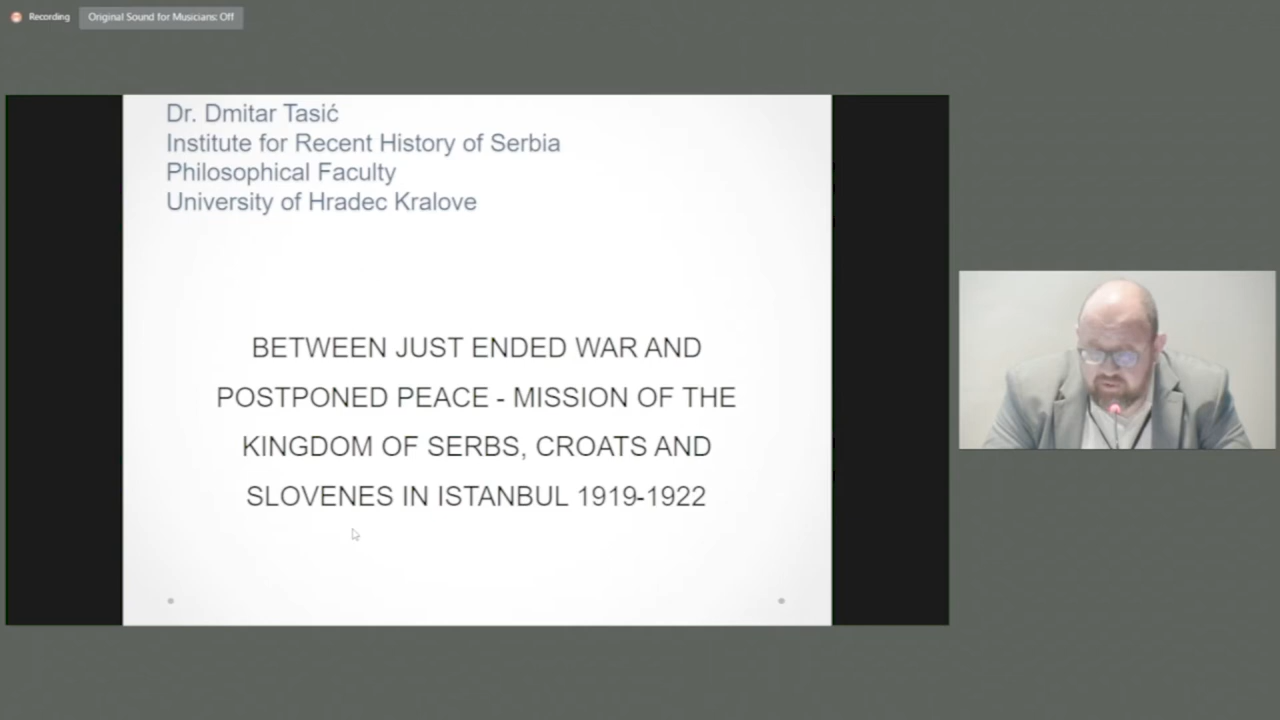 Recording
Original Sound for Musicians: Off
Dr. Dmitar Tasić
Institute for Recent History of Serbia
Philosophical Faculty
University of Hradec Kralove
BETWEEN JUST ENDED WAR AND
POSTPONED PEACE - MISSION OF THE
KINGDOM OF SERBS, CROATS AND
SLOVENES IN ISTANBUL 1919-1922